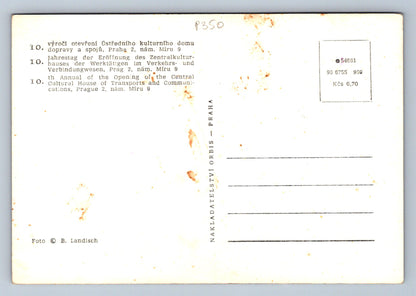 P350
10. výročí otevření Ústředního kulturního domu
dopravy a spojů, Praha 2, nám. Míru 9
10. Jahrestag der Eröffnung des Zentralkultur-
hauses der Werktätigen im Verkehrs- und
Verbindungswesen, Prag 2, nám. Míru 9
10. th Annual of the Opening of the Central
Cultural House of Transports and Communi-
cations, Prague 2, nám. Míru 9
54051
Kčs 0,70
NAKLADATELSTVÍ ORBIS — PRAHA
Foto © B. Landisch